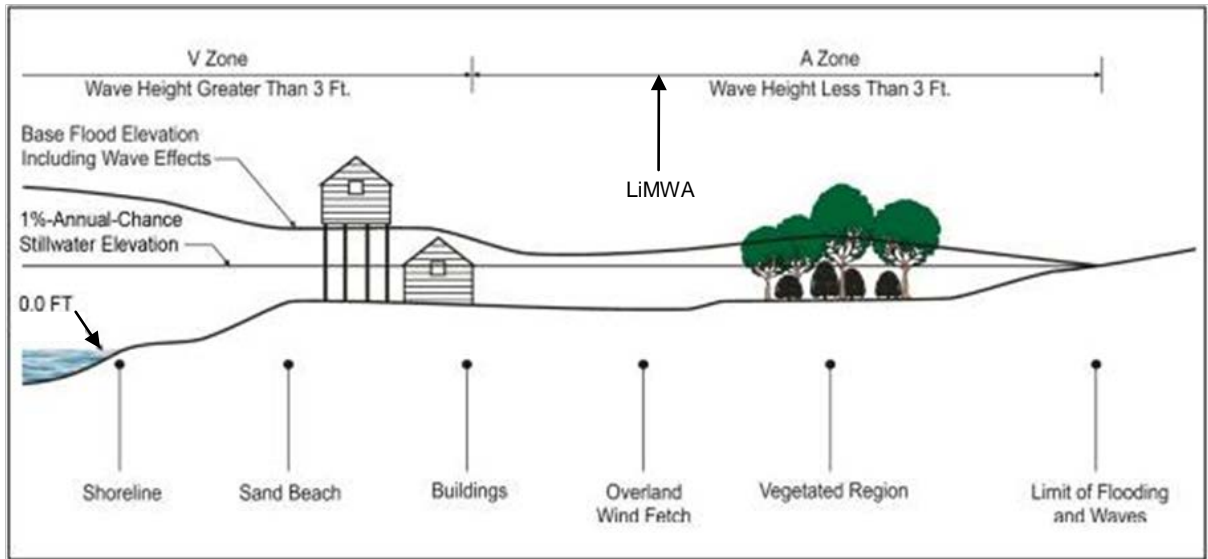 V Zone
Wave Height Greater Than 3 Ft.
A Zone
Wave Height Less Than 3 Ft.
LiMWA
Base Flood Elevation
Including Wave Effects
1%-Annual-Chance
Stillwater Elevation
0.0 FT
Shoreline
Sand Beach
Buildings
Overland
Wind Fetch
Vegetated Region
Limit of Flooding
and Waves